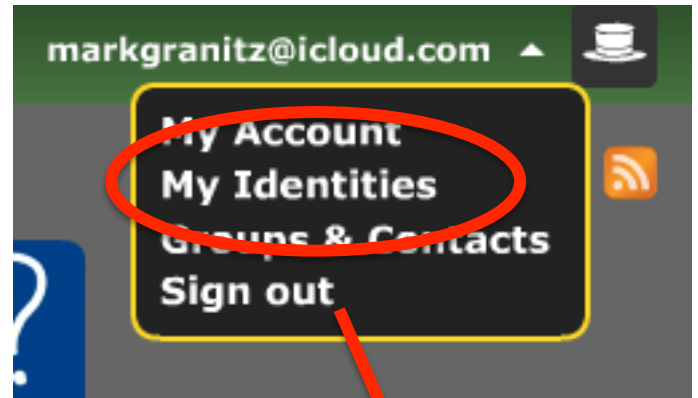 markgranitz@icloud.com
My Account
My Identities
Groups & Contacts
Sign out
?